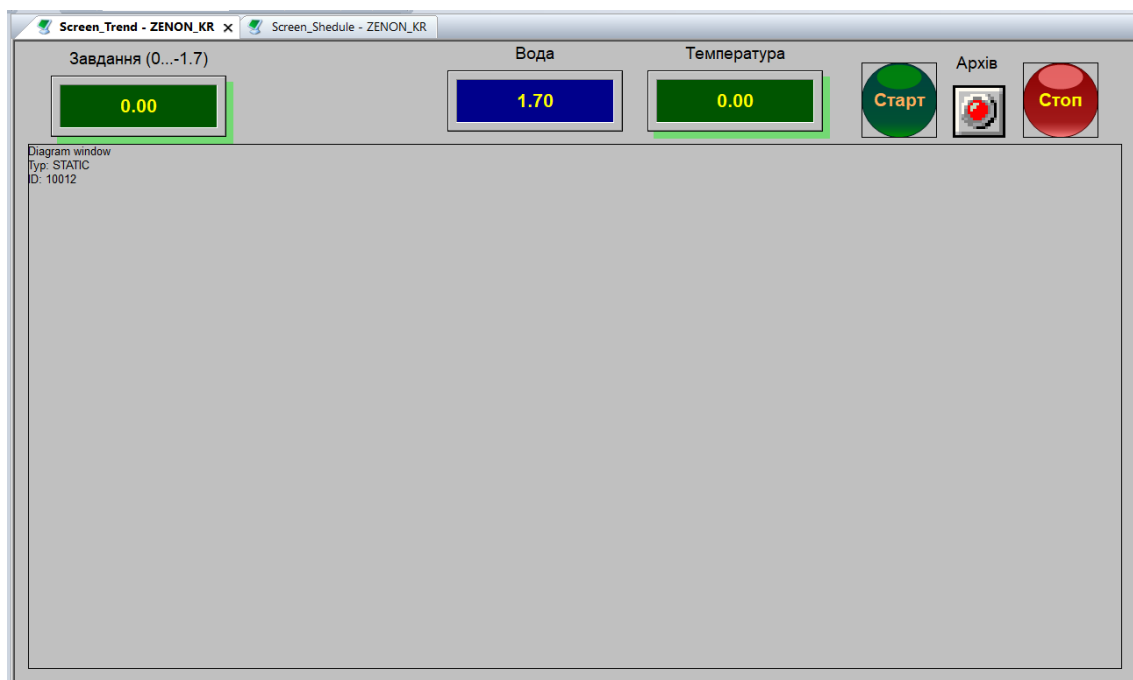 Screen_Trend - ZENON_KR X Screen_Shedule - ZENON_KR
Завдання (0...-1.7)
Вода
Температура
Архів
0.00
1.70
0.00
Старт
Стоп
Diagram window
Typ: STATIC
ID: 10012